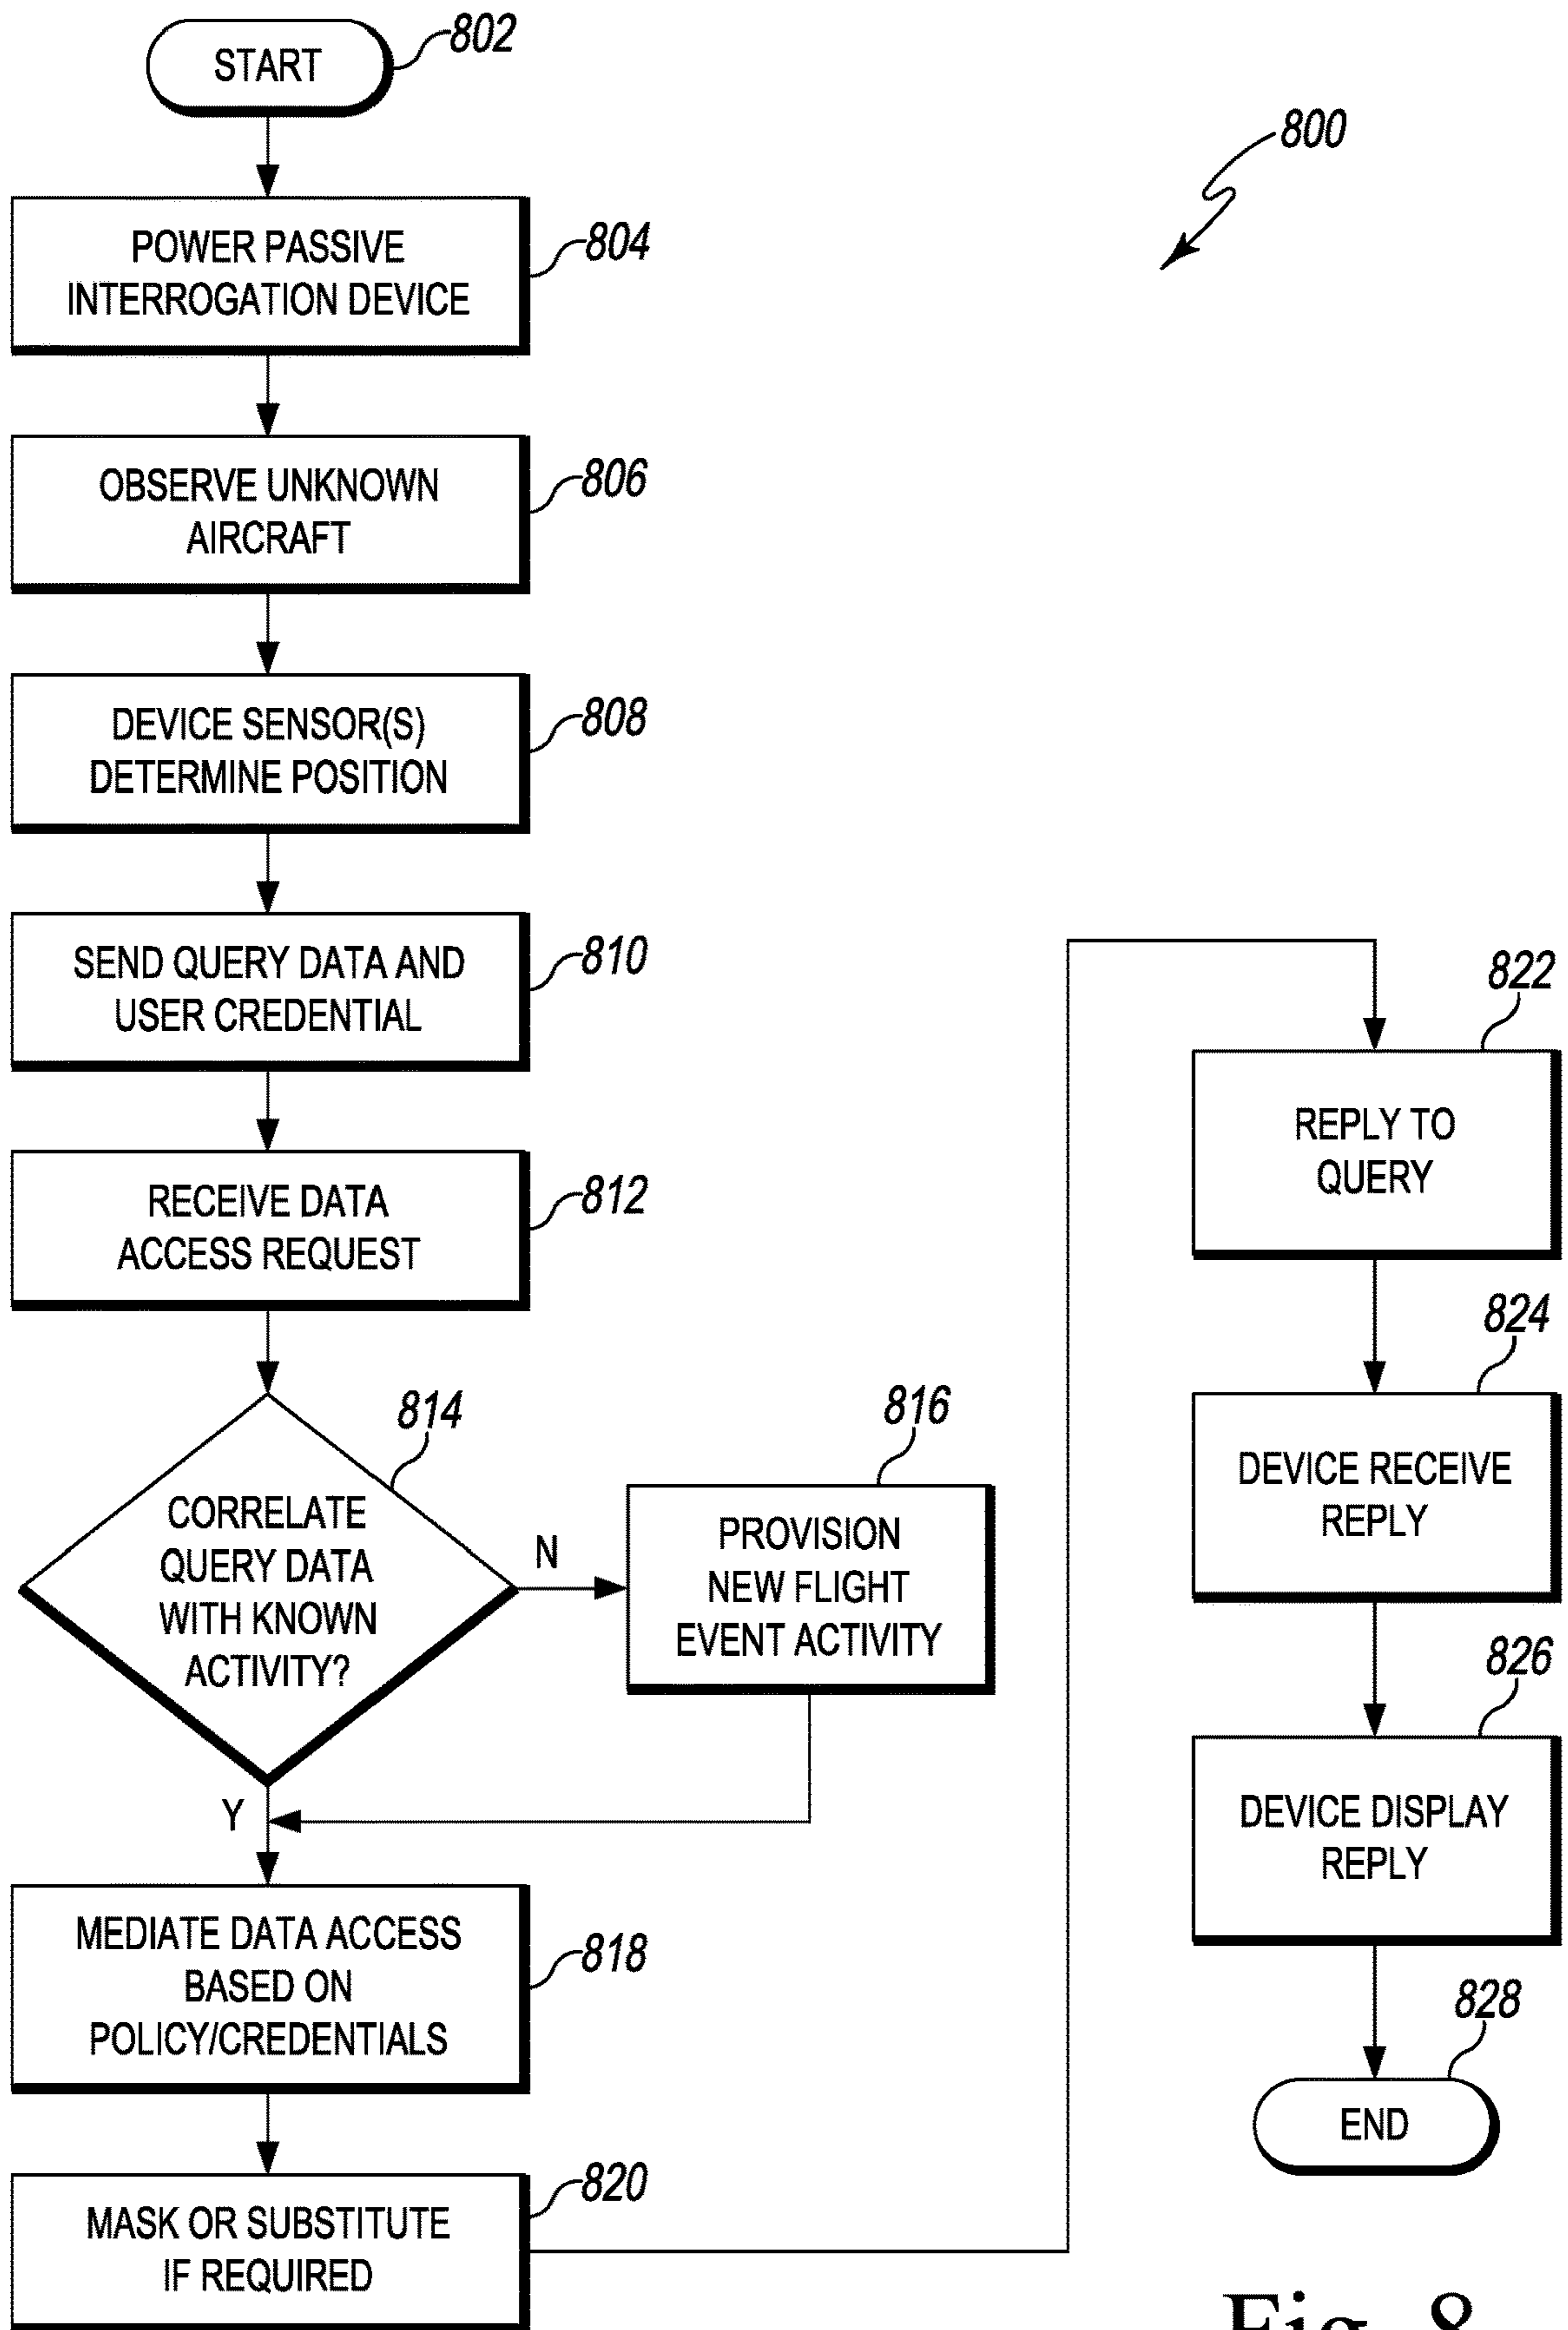 START
802
800
POWER PASSIVE
INTERROGATION DEVICE
804
OBSERVE UNKNOWN
AIRCRAFT
806
DEVICE SENSOR(S)
DETERMINE POSITION
808
SEND QUERY DATA AND
USER CREDENTIAL
810
RECEIVE DATA
ACCESS REQUEST
812
CORRELATE
QUERY DATA
WITH KNOWN
ACTIVITY?
814
N
Y
PROVISION
NEW FLIGHT
EVENT ACTIVITY
816
MEDIATE DATA ACCESS
BASED ON
POLICY/CREDENTIALS
818
MASK OR SUBSTITUTE
IF REQUIRED
820
822
REPLY TO
QUERY
824
DEVICE RECEIVE
REPLY
826
DEVICE DISPLAY
REPLY
828
END
Fig. 8